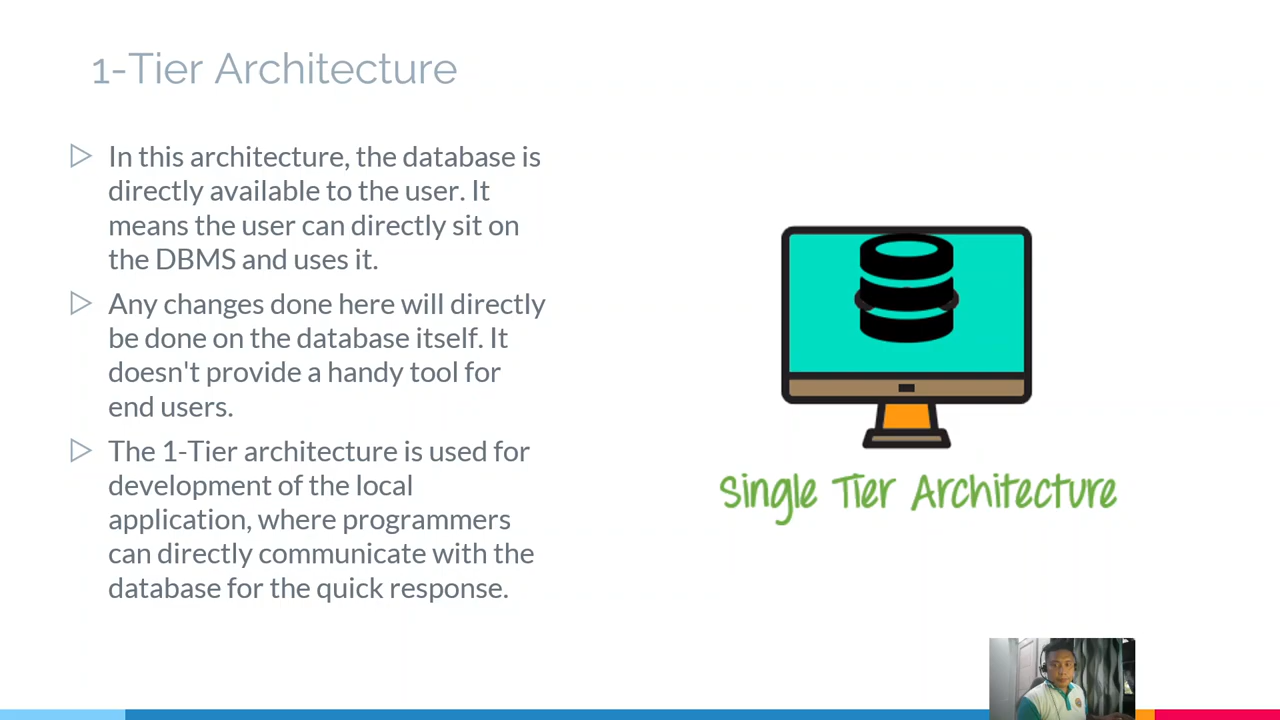 1-Tier Architecture
In this architecture, the database is
directly available to the user. It
means the user can directly sit on
the DBMS and uses it.
Any changes done here will directly
be done on the database itself. It
doesn't provide a handy tool for
end users.
The 1-Tier architecture is used for
development of the local
application, where programmers
can directly communicate with the
database for the quick response.
Single Tier Architecture